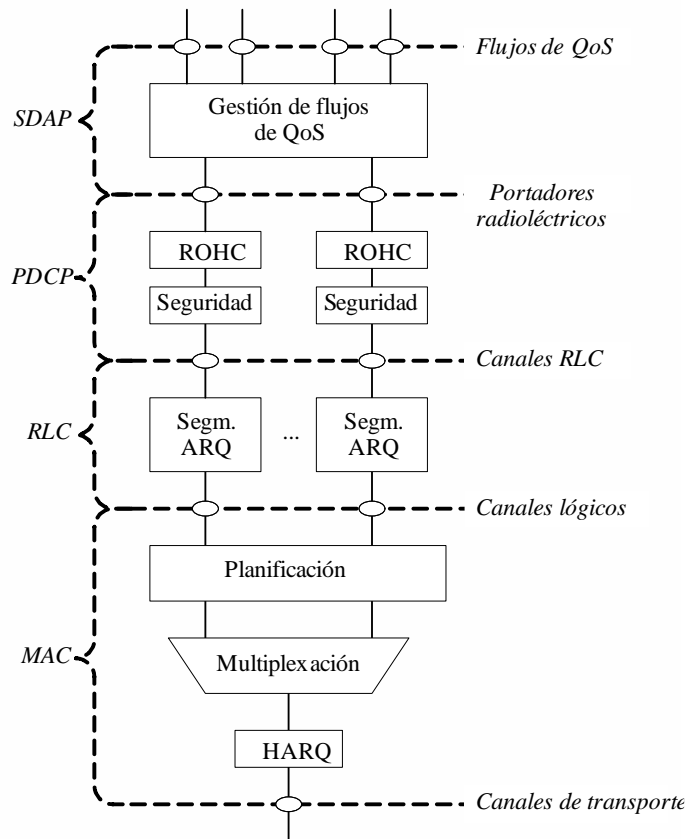 Flujos de QoS
Gestión de flujos
de QoS
SDAP
Portadores
radioléctricos
ROHC
ROHC
PDCP
Seguridad
Seguridad
Canales RLC
Segm.
ARQ
...
Segm.
ARQ
RLC
Canales lógicos
Planificación
MAC
Multiplexación
HARQ
Canales de transporte